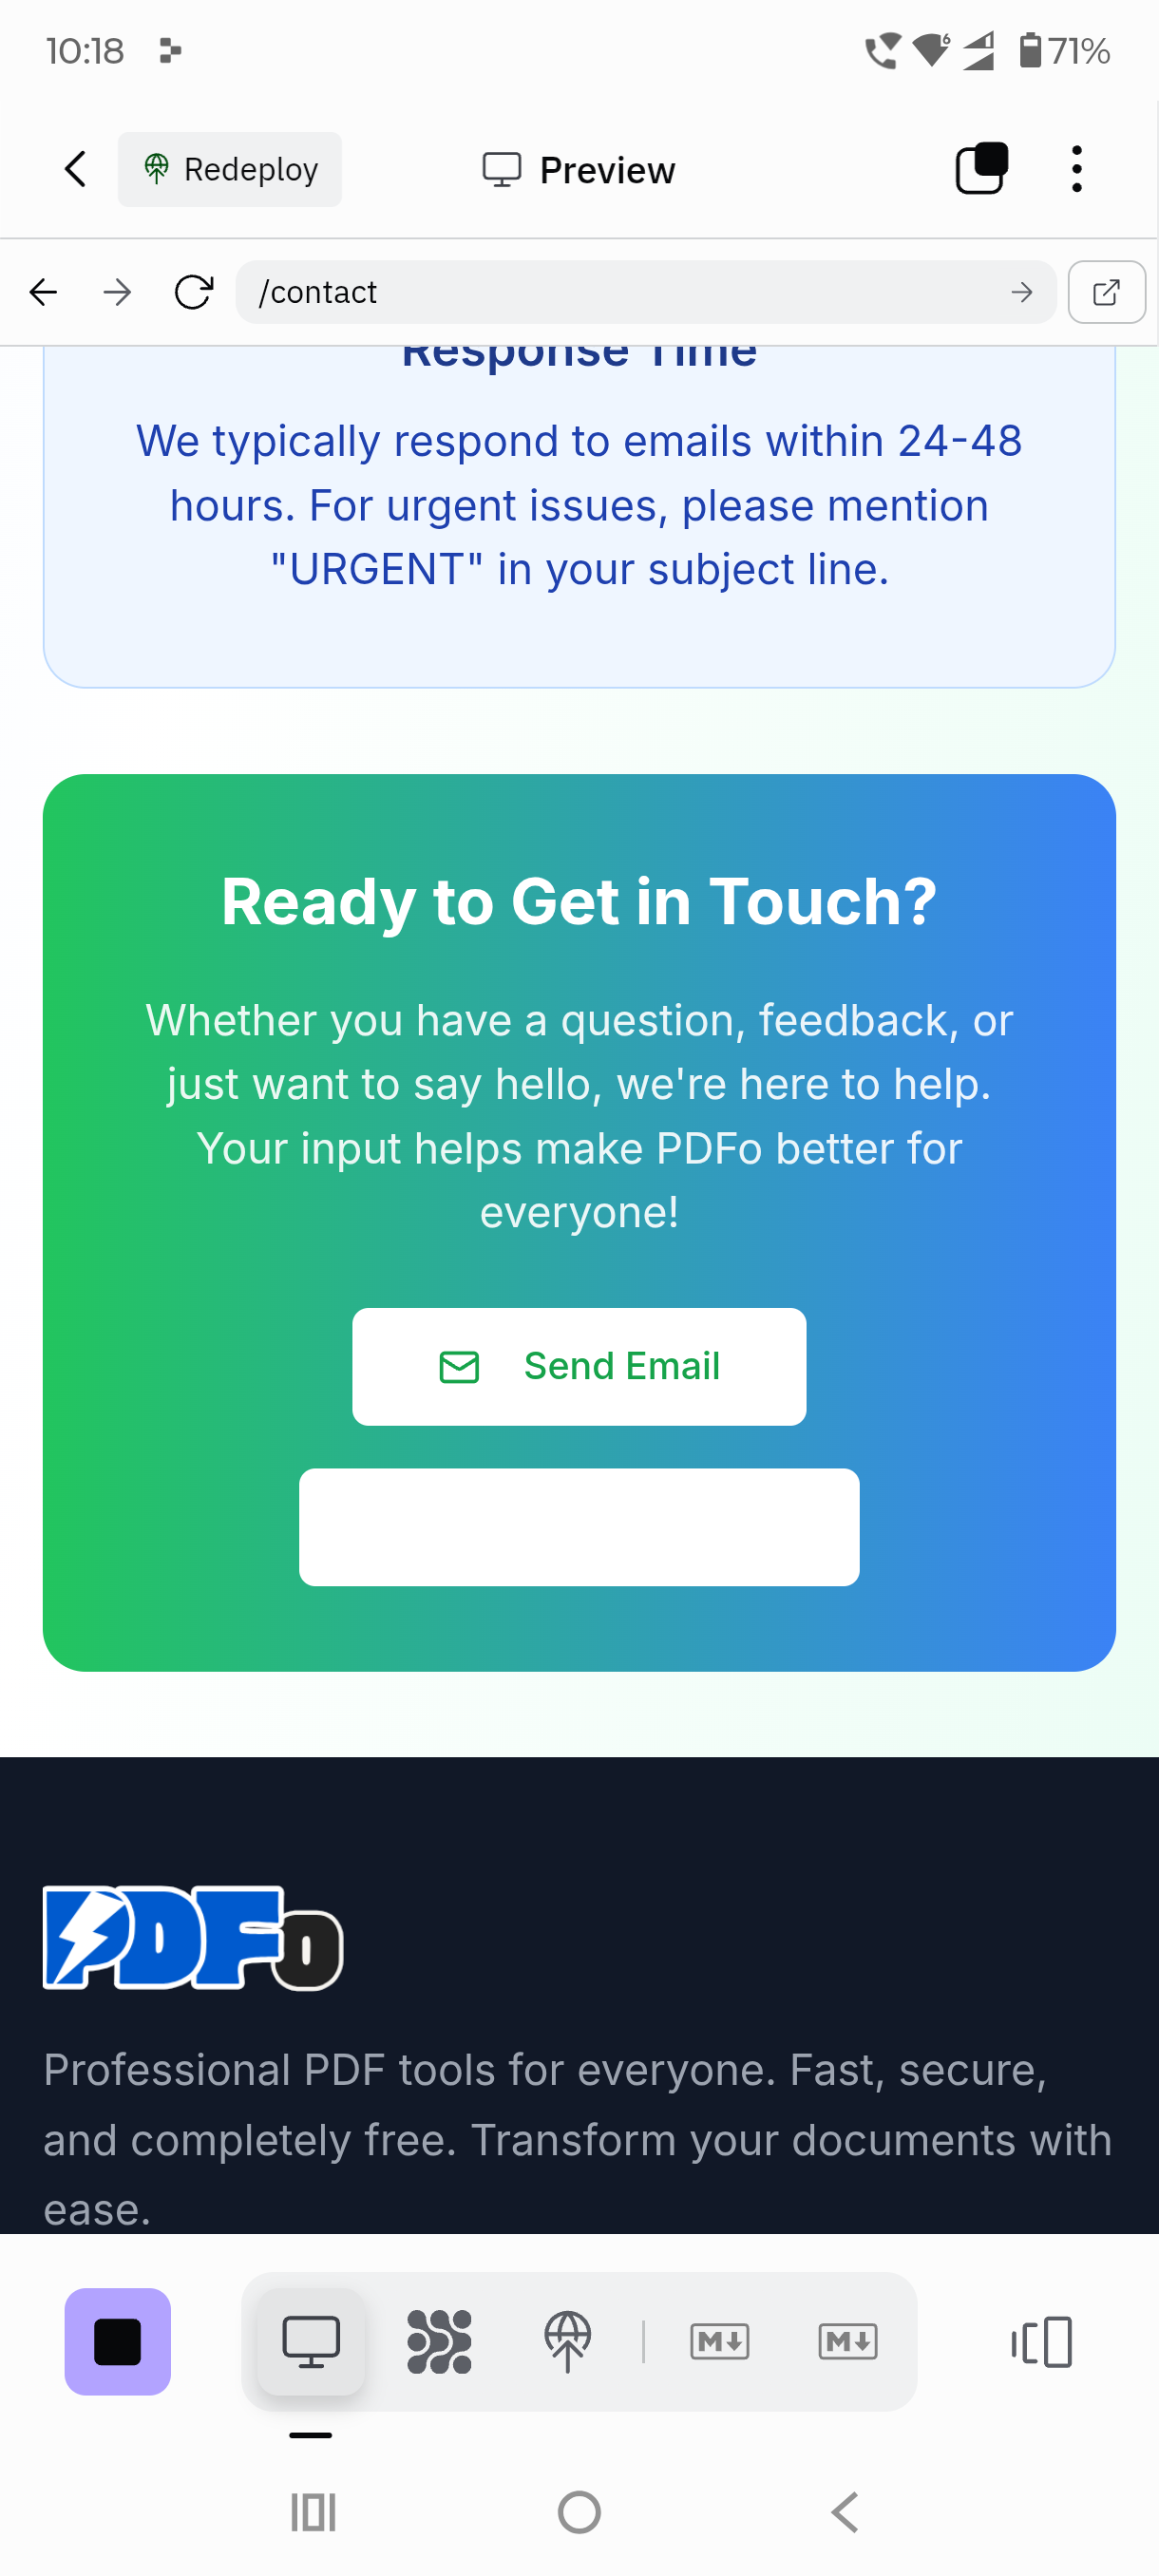 10:18
6
71%
Redeploy
Preview
/contact
Response Time
We typically respond to emails within 24-48
hours. For urgent issues, please mention
"URGENT" in your subject line.
Ready to Get in Touch?
Whether you have a question, feedback, or
just want to say hello, we're here to help.
Your input helps make PDFo better for
everyone!
Send Email
PDFo
Professional PDF tools for everyone. Fast, secure,
and completely free. Transform your documents with
ease.
M M